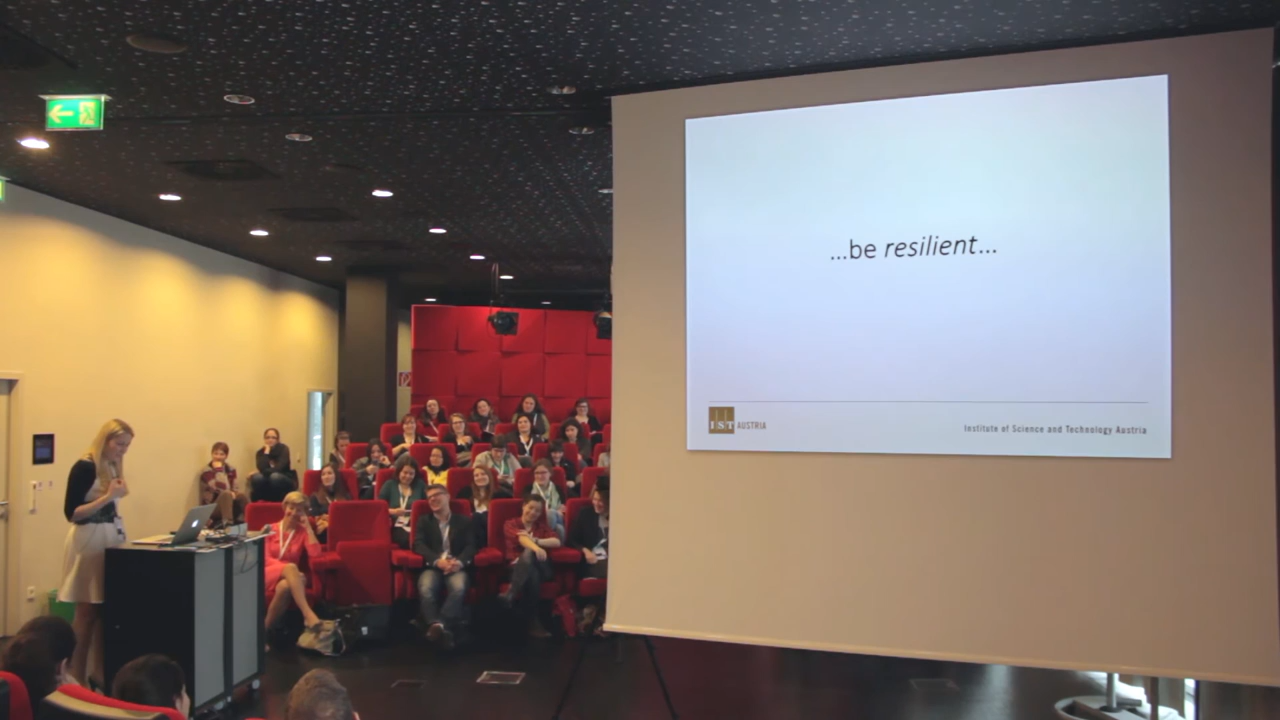 ...be resilient...
IST AUSTRIA
Institute of Science and Technology Austria